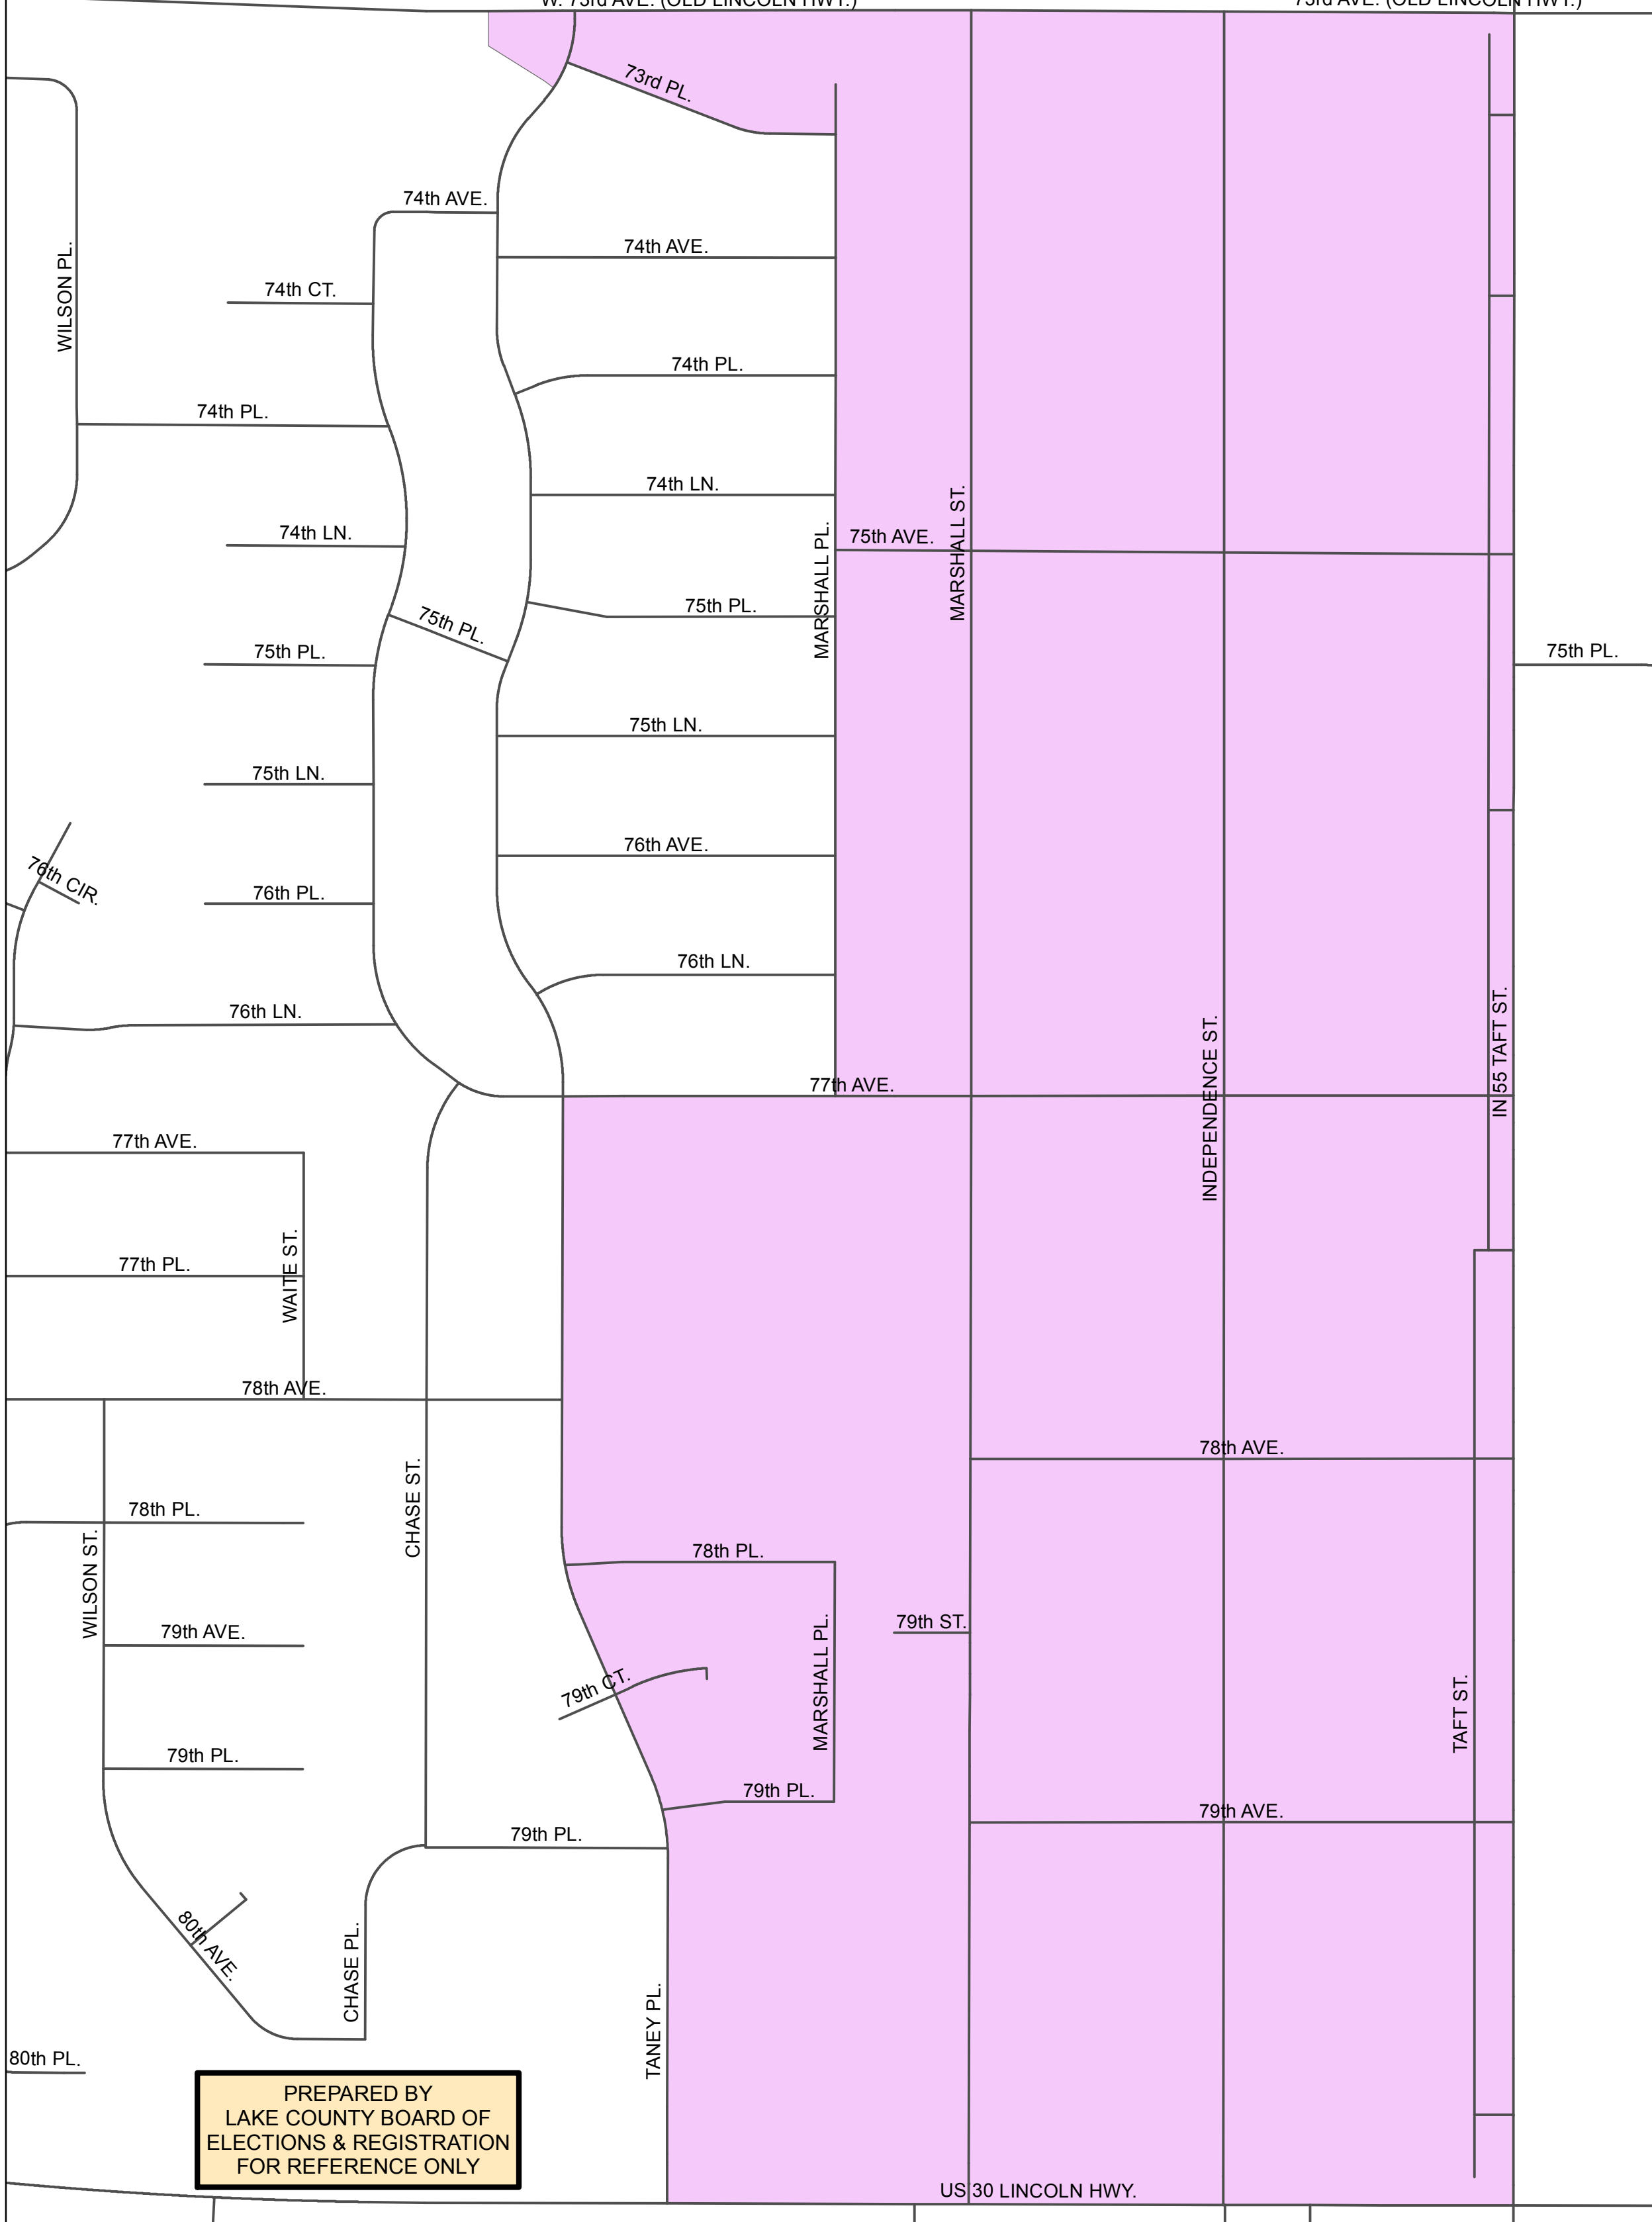 W. 73rd AVE. (OLD LINCOLN HWY.)
73rd AVE. (OLD LINCOLN HWY.)
73rd PL.
74th AVE.
74th AVE.
WILSON PL.
74th CT.
74th PL.
74th PL.
74th LN.
74th LN.
75th AVE.
MARSHALL ST.
MARSHALL PL.
75th PL.
75th PL.
75th PL.
75th PL.
75th LN.
75th LN.
76th AVE.
76th CIR.
76th PL.
76th LN.
76th LN.
IN 55 TAFT ST.
77th AVE.
INDEPENDENCE ST.
77th AVE.
77th PL.
WAITE ST.
78th AVE.
78th AVE.
CHASE ST.
78th PL.
WILSON ST.
78th PL.
79th ST.
79th AVE.
79th CT.
MARSHALL PL.
TAFT ST.
79th PL.
79th PL.
79th AVE.
79th PL.
80th AVE.
CHASE PL.
TANEY PL.
80th PL.
PREPARED BY
LAKE COUNTY BOARD OF
ELECTIONS & REGISTRATION
FOR REFERENCE ONLY
US 30 LINCOLN HWY.